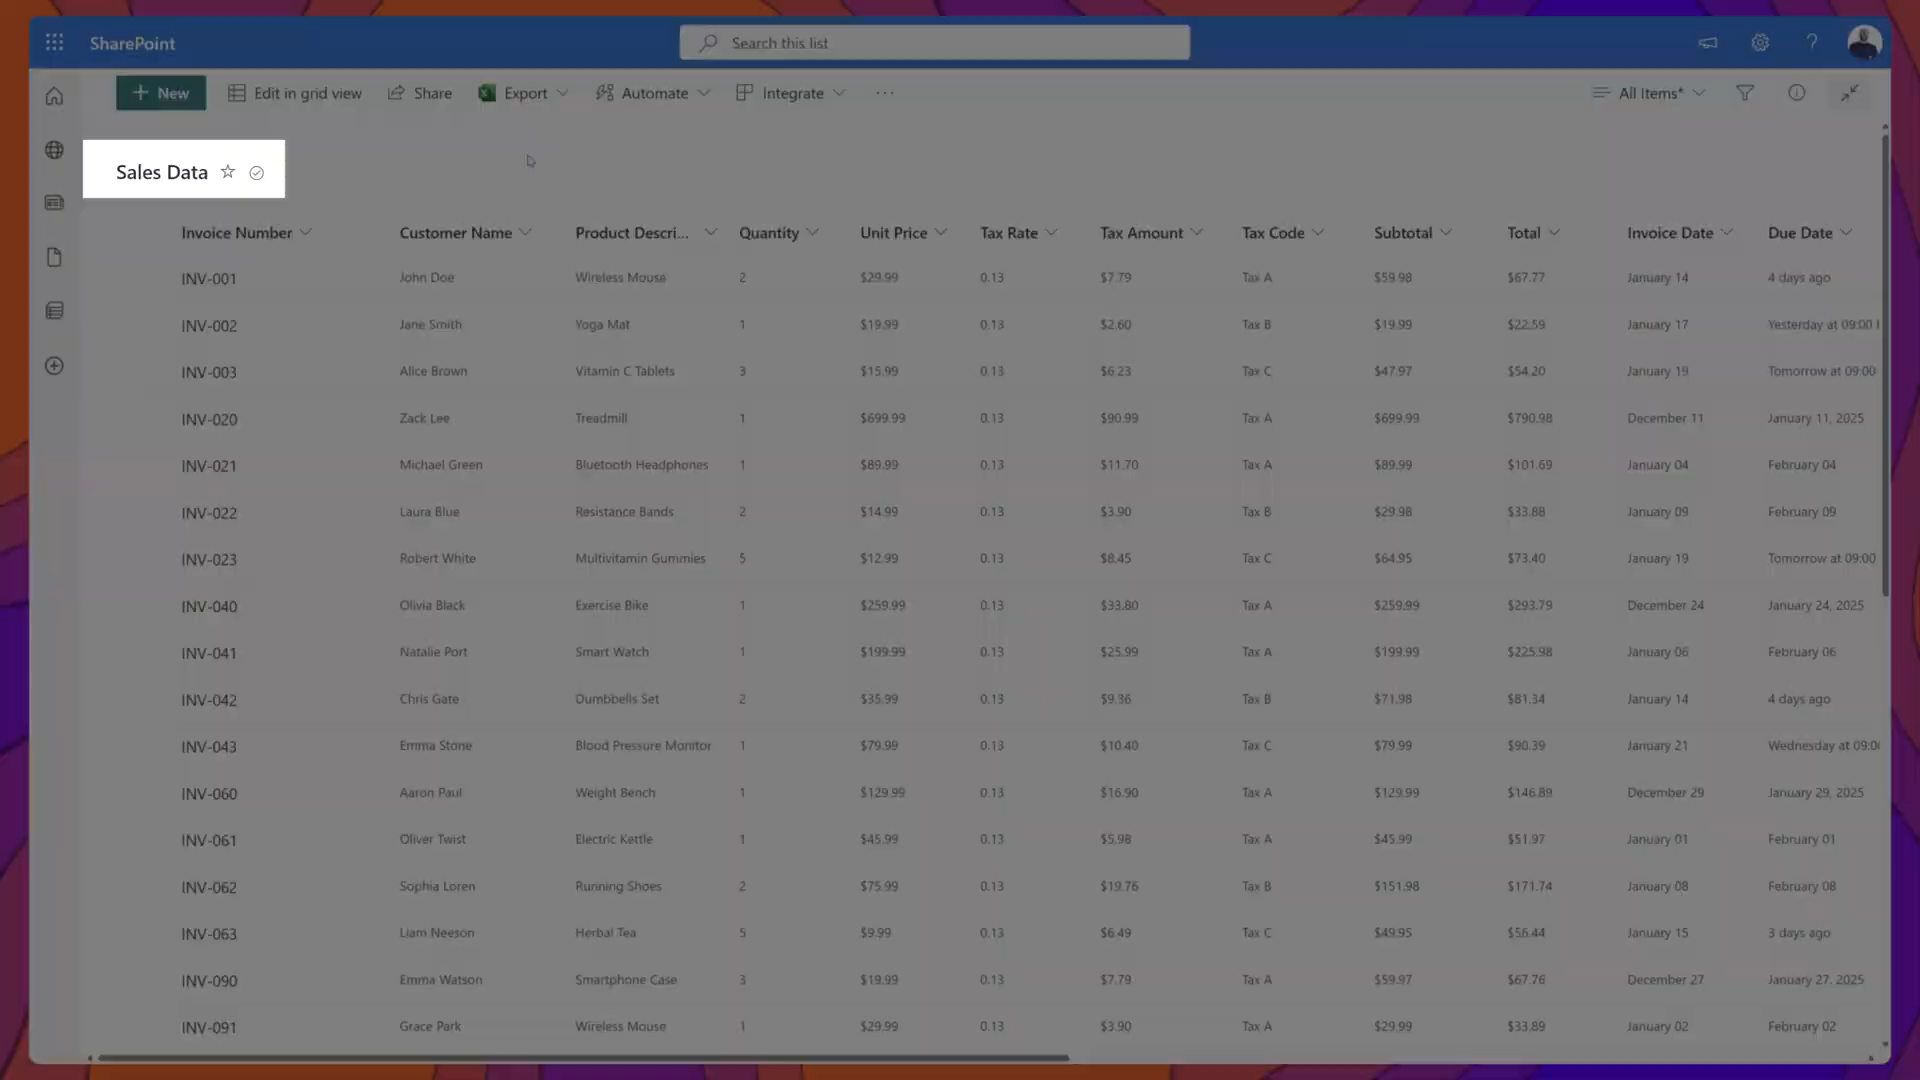 SharePoint
Search this list
New Edit in grid view Share Export Automate Integrate ... All Items*
Sales Data
Invoice Number Customer Name Product Descri... Quantity Unit Price Tax Rate Tax Amount Tax Code Subtotal Total Invoice Date Due Date
INV-001 John Doe Wireless Mouse 2 $29.99 0.13 $7.79 Tax A $59.98 $67.77 January 14 4 days ago
INV-002 Jane Smith Yoga Mat 1 $19.99 0.13 $2.60 Tax B $19.99 $22.59 January 17 Yesterday at 09:00
INV-003 Alice Brown Vitamin C Tablets 3 $15.99 0.13 $6.23 Tax C $47.97 $54.20 January 19 Tomorrow at 09:00
INV-020 Zack Lee Treadmill 1 $699.99 0.13 $90.99 Tax A $699.99 $790.98 December 11 January 11, 2025
INV-021 Michael Green Bluetooth Headphones 1 $89.99 0.13 $11.70 Tax A $89.99 $101.69 January 04 February 04
INV-022 Laura Blue Resistance Bands 2 $14.99 0.13 $3.90 Tax B $29.98 $33.88 January 09 February 09
INV-023 Robert White Multivitamin Gummies 5 $12.99 0.13 $8.45 Tax C $64.95 $73.40 January 19 Tomorrow at 09:00
INV-040 Olivia Black Exercise Bike 1 $259.99 0.13 $33.80 Tax A $259.99 $293.79 December 24 January 24, 2025
INV-041 Natalie Port Smart Watch 1 $199.99 0.13 $25.99 Tax A $199.99 $225.98 January 06 February 06
INV-042 Chris Gate Dumbbells Set 2 $35.99 0.13 $9.36 Tax B $71.98 $81.34 January 14 4 days ago
INV-043 Emma Stone Blood Pressure Monitor 1 $79.99 0.13 $10.40 Tax C $79.99 $90.39 January 21 Wednesday at 09:00
INV-060 Aaron Paul Weight Bench 1 $129.99 0.13 $16.90 Tax A $129.99 $146.89 December 29 January 29, 2025
INV-061 Oliver Twist Electric Kettle 1 $45.99 0.13 $5.98 Tax A $45.99 $51.97 January 01 February 01
INV-062 Sophia Loren Running Shoes 2 $75.99 0.13 $19.76 Tax B $151.98 $171.74 January 08 February 08
INV-063 Liam Neeson Herbal Tea 5 $9.99 0.13 $6.49 Tax C $49.95 $56.44 January 15 3 days ago
INV-090 Emma Watson Smartphone Case 3 $19.99 0.13 $7.79 Tax A $59.97 $67.76 December 27 January 27, 2025
INV-091 Grace Park Wireless Mouse 1 $29.99 0.13 $3.90 Tax A $29.99 $33.89 January 02 February 02